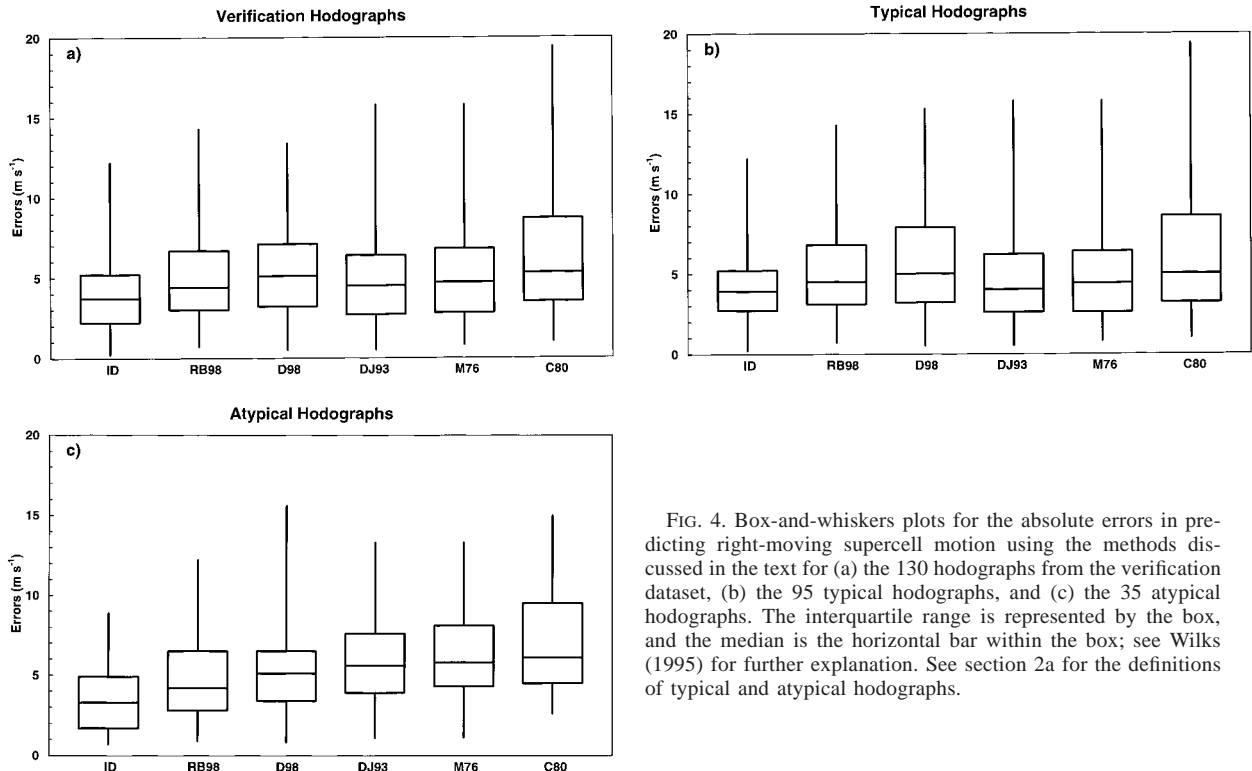 Verification Hodographs
a)
20
15
10
5
0
Errors (m s⁻¹)
ID RB98 D98 DJ93 M76 C80
Typical Hodographs
b)
20
15
10
5
0
Errors (m s⁻¹)
ID RB98 D98 DJ93 M76 C80
Atypical Hodographs
c)
20
15
10
5
0
Errors (m s⁻¹)
ID RB98 D98 DJ93 M76 C80
FIG. 4. Box-and-whiskers plots for the absolute errors in pre-
dicting right-moving supercell motion using the methods dis-
cussed in the text for (a) the 130 hodographs from the verification
dataset, (b) the 95 typical hodographs, and (c) the 35 atypical
hodographs. The interquartile range is represented by the box,
and the median is the horizontal bar within the box; see Wilks
(1995) for further explanation. See section 2a for the definitions
of typical and atypical hodographs.